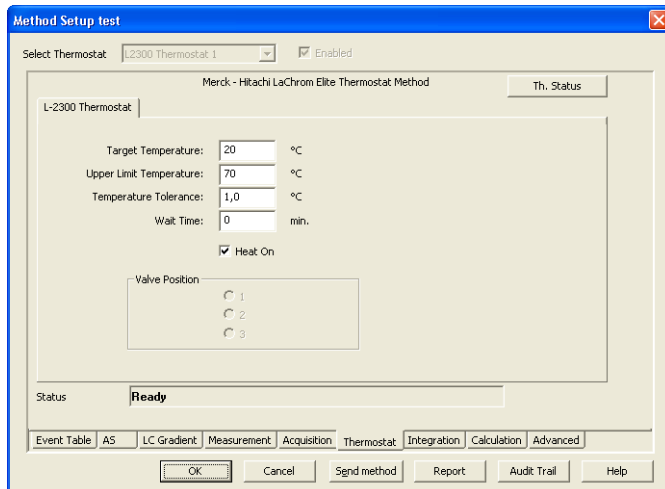 Method Setup test
Select Thermostat L2300 Thermostat 1 Enabled
Merck - Hitachi LaChrom Elite Thermostat Method Th. Status
L-2300 Thermostat
Target Temperature: 20 °C
Upper Limit Temperature: 70 °C
Temperature Tolerance: 1,0 °C
Wait Time: 0 min.
Heat On
Valve Position
1
2
3
Status Ready
Event Table AS LC Gradient Measurement Acquisition Thermostat Integration Calculation Advanced
OK Cancel Send method Report Audit Trail Help